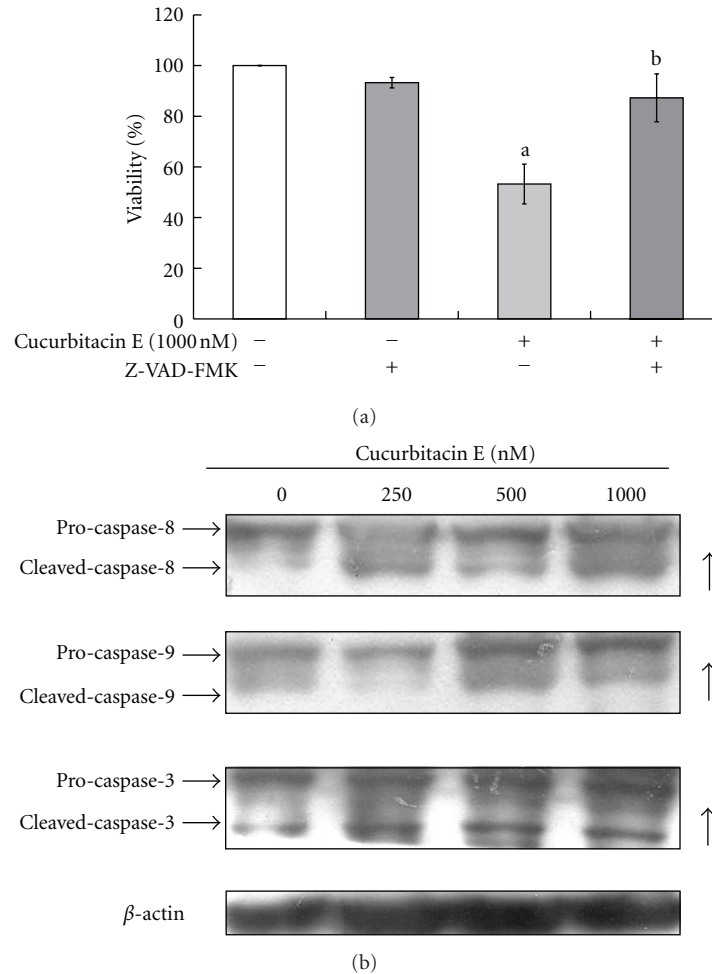 120
100
80
60
40
20
0
Viability (%)
a
b
Cucurbitacin E (1000 nM) − − + +
Z-VAD-FMK − + − +
(a)
Cucurbitacin E (nM)
0 250 500 1000
Pro-caspase-8
Cleaved-caspase-8
Pro-caspase-9
Cleaved-caspase-9
Pro-caspase-3
Cleaved-caspase-3
β-actin
(b)